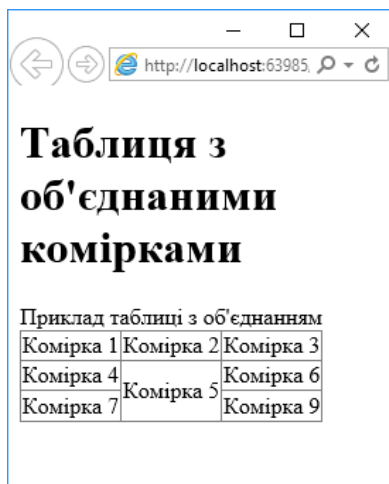 http://localhost:63985,
Таблиця з
об'єднаними
комірками
Приклад таблиці з об'єднанням
Комірка 1 Комірка 2 Комірка 3
Комірка 4 Комірка 5 Комірка 6
Комірка 7 Комірка 9